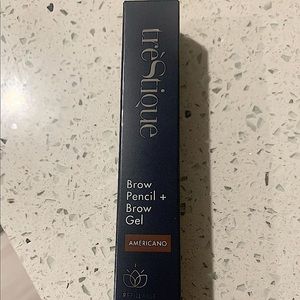 trèStique
Brow
Pencil +
Brow
Gel
AMERICANO